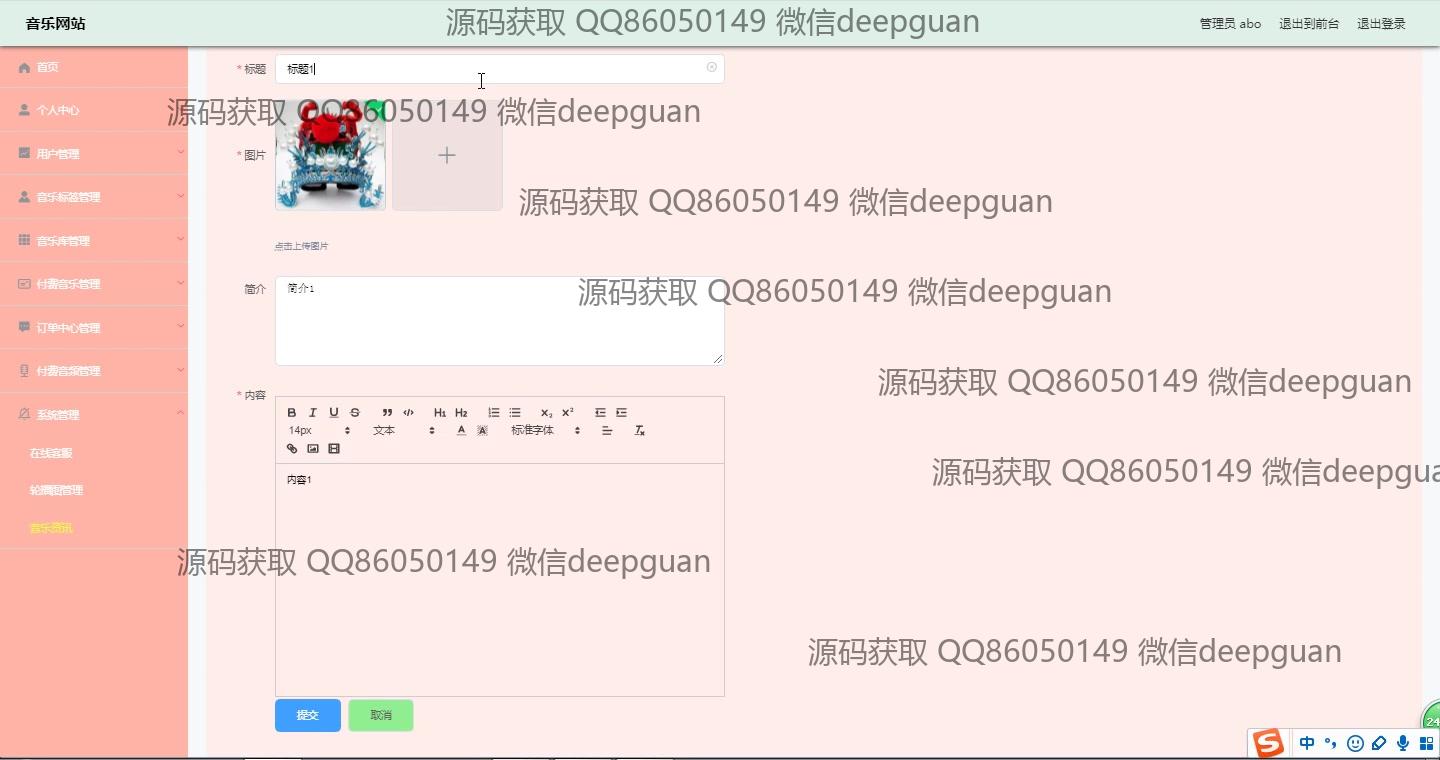 音乐网站
源码获取 QQ86050149 微信deepguan
管理员 abo 退出到前台 退出登录
首页
个人中心
用户管理
音乐标签管理
音乐库管理
付费音乐管理
订单中心管理
付费音频管理
系统管理
在线客服
轮播图管理
音乐资讯
* 标题
标题1
源码获取 QQ86050149 微信deepguan
* 图片
源码获取 QQ86050149 微信deepguan
点击上传图片
简介
简介1
源码获取 QQ86050149 微信deepguan
源码获取 QQ86050149 微信deepguan
* 内容
B I U S H1 H2 X₂ X²
14px 文本 A A 标准字体 Tx
源码获取 QQ86050149 微信deepgua
内容1
源码获取 QQ86050149 微信deepguan
源码获取 QQ86050149 微信deepguan
提交 取消
24
S 中